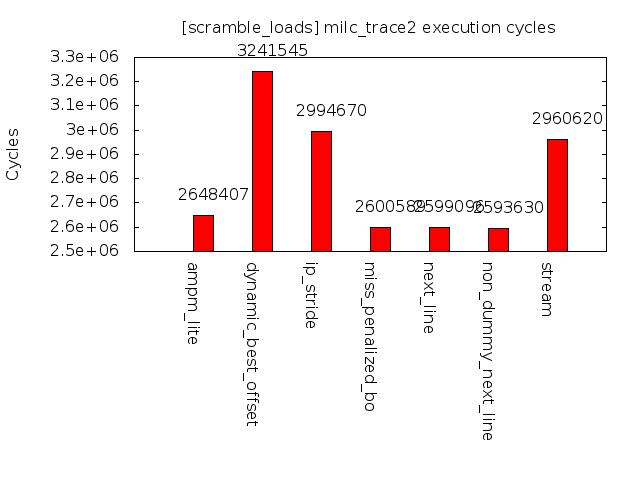 [scramble_loads] milc_trace2 execution cycles
3.3e+06
3.2e+06
3.1e+06
3e+06
2.9e+06
2.8e+06
2.7e+06
2.6e+06
2.5e+06
Cycles
2648407
3241545
2994670
2600589
2599096
2593630
2960620
ampm_lite
dynamic_best_offset
ip_stride
miss_penalized_bo
next_line
non_dummy_next_line
stream